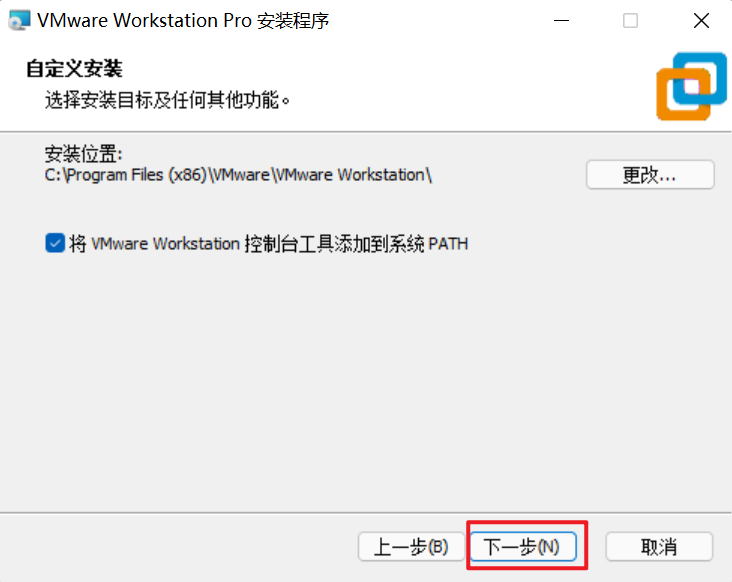 VMware Workstation Pro 安装程序
自定义安装
选择安装目标及任何其他功能。
安装位置:
C:\Program Files (x86)\VMware\VMware Workstation\
更改...
将 VMware Workstation 控制台工具添加到系统 PATH
上一步(B) 下一步(N) 取消